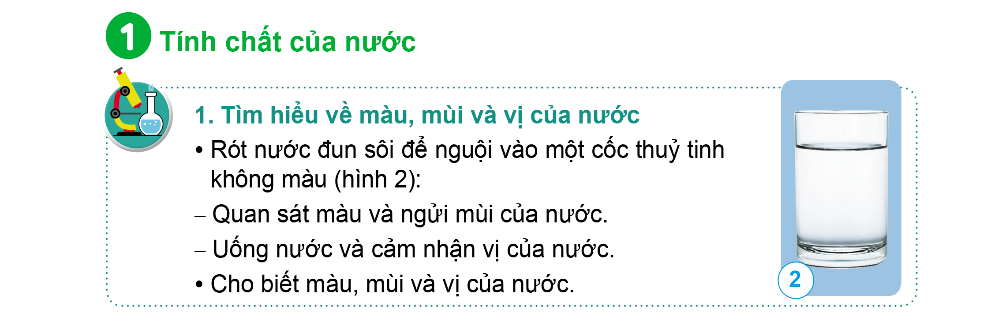 1 Tính chất của nước
1. Tìm hiểu về màu, mùi và vị của nước
• Rót nước đun sôi để nguội vào một cốc thuỷ tinh
không màu (hình 2):
– Quan sát màu và ngửi mùi của nước.
– Uống nước và cảm nhận vị của nước.
• Cho biết màu, mùi và vị của nước.
2